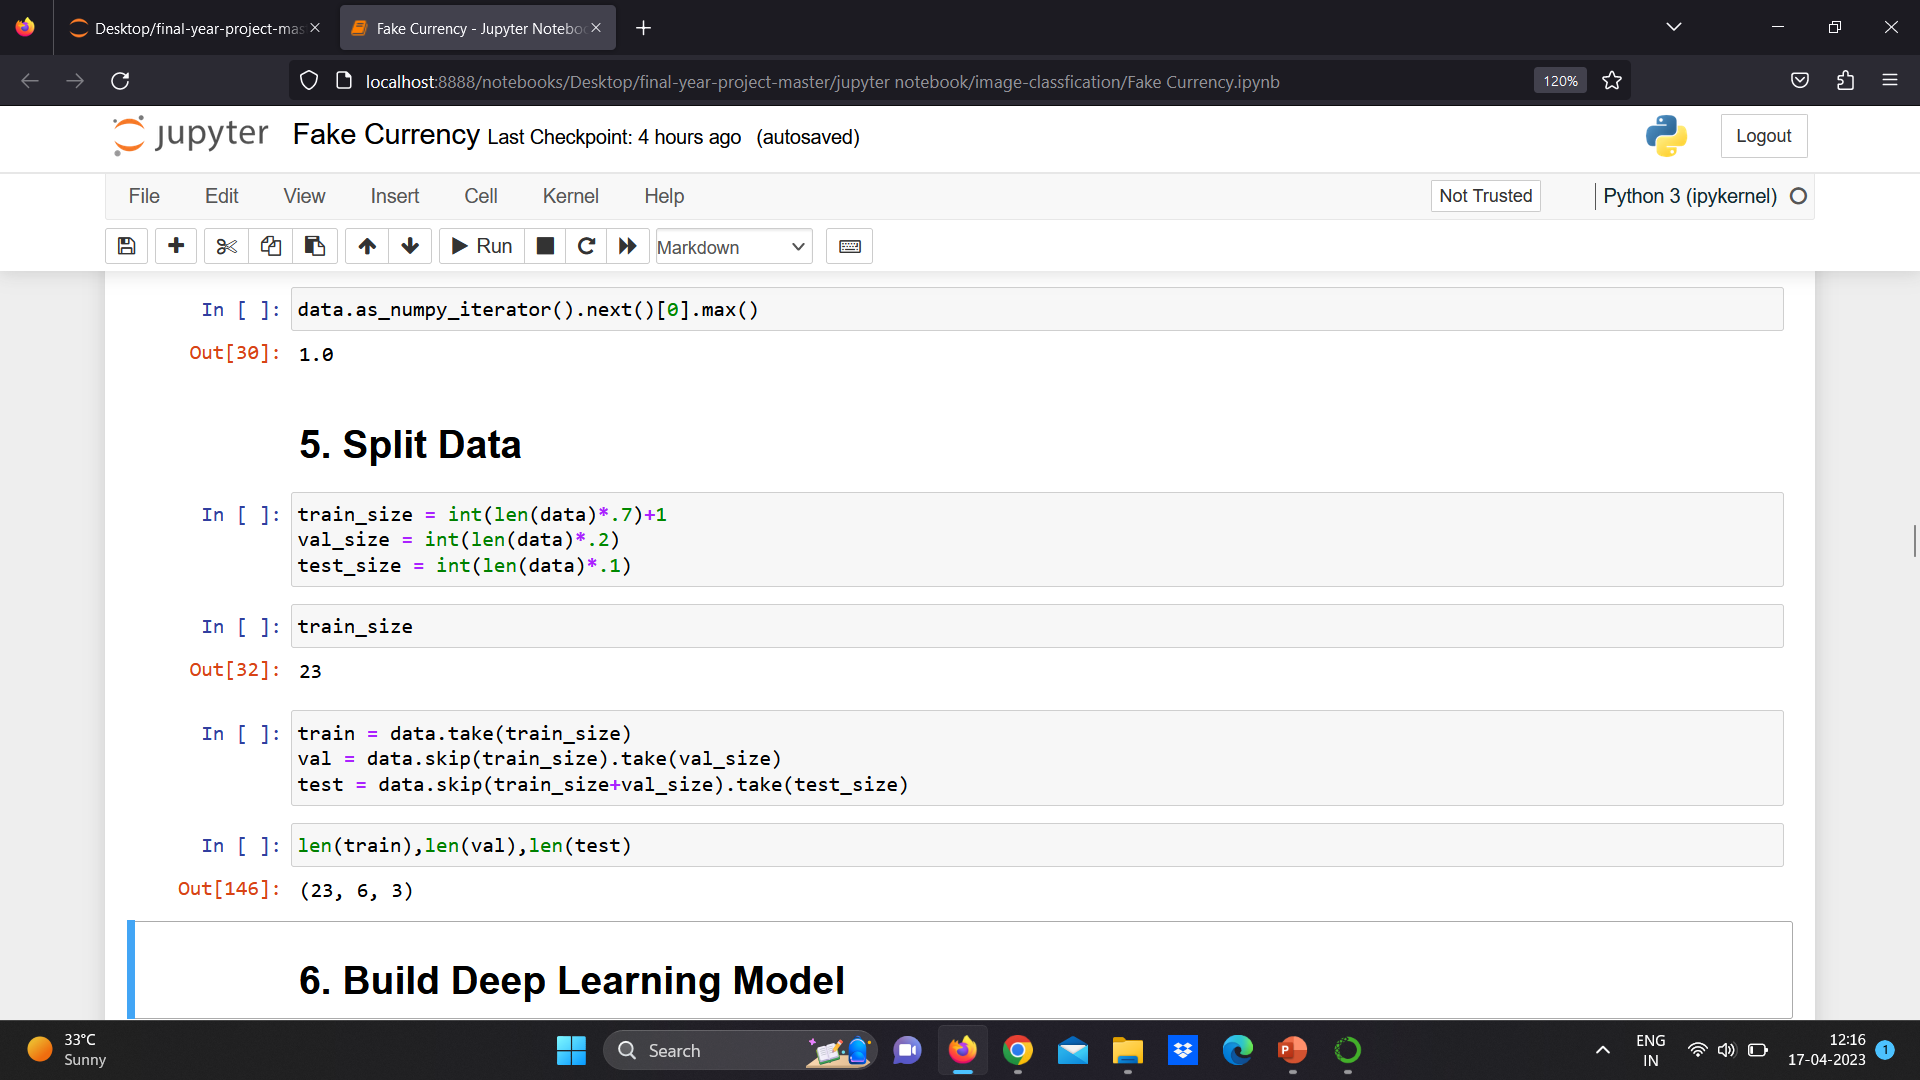 Desktop/final-year-project-mas
Fake Currency - Jupyter Notebo
localhost:8888/notebooks/Desktop/final-year-project-master/jupyter notebook/image-classfication/Fake Currency.ipynb
120%
jupyter Fake Currency Last Checkpoint: 4 hours ago (autosaved)
Logout
File Edit View Insert Cell Kernel Help
Not Trusted
Python 3 (ipykernel)
Run
Markdown
In [ ]: data.as_numpy_iterator().next()[0].max()
Out[30]: 1.0
5. Split Data
In [ ]: train_size = int(len(data)*.7)+1
val_size = int(len(data)*.2)
test_size = int(len(data)*.1)
In [ ]: train_size
Out[32]: 23
In [ ]: train = data.take(train_size)
val = data.skip(train_size).take(val_size)
test = data.skip(train_size+val_size).take(test_size)
In [ ]: len(train),len(val),len(test)
Out[146]: (23, 6, 3)
6. Build Deep Learning Model
33°C
Sunny
Search
P
ENG
IN
12:16
17-04-2023
1